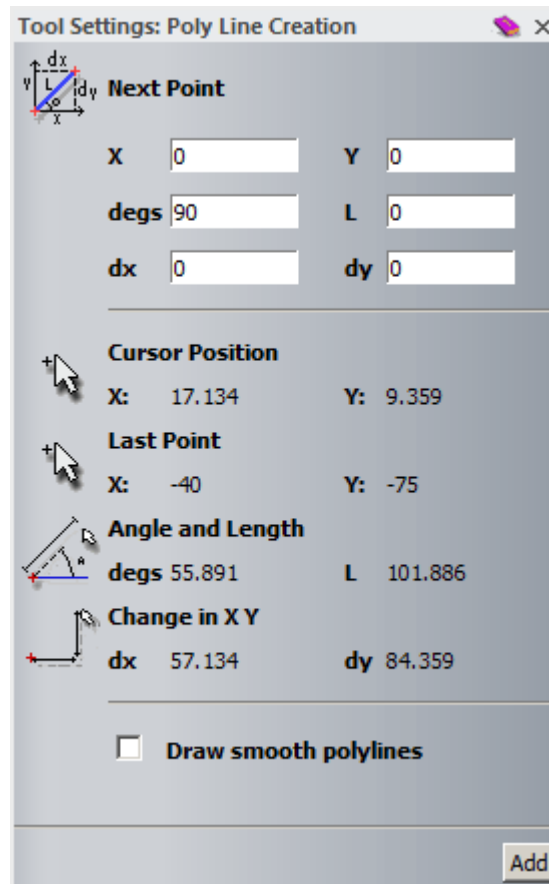 Tool Settings: Poly Line Creation
dx
y L dy
x
Next Point
X 0 Y 0
degs 90 L 0
dx 0 dy 0
Cursor Position
X: 17.134 Y: 9.359
Last Point
X: -40 Y: -75
Angle and Length
degs 55.891 L 101.886
Change in X Y
dx 57.134 dy 84.359
Draw smooth polylines
Add